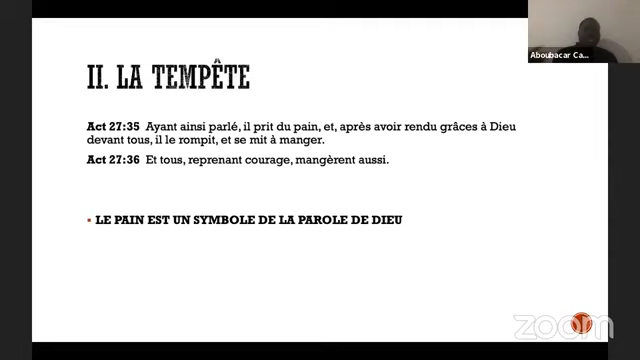 Aboubacar Ca...
II. LA TEMPÊTE
Act 27:35 Ayant ainsi parlé, il prit du pain, et, après avoir rendu grâces à Dieu
devant tous, il le rompit, et se mit à manger.
Act 27:36 Et tous, reprenant courage, mangèrent aussi.
▪ LE PAIN EST UN SYMBOLE DE LA PAROLE DE DIEU
zoom